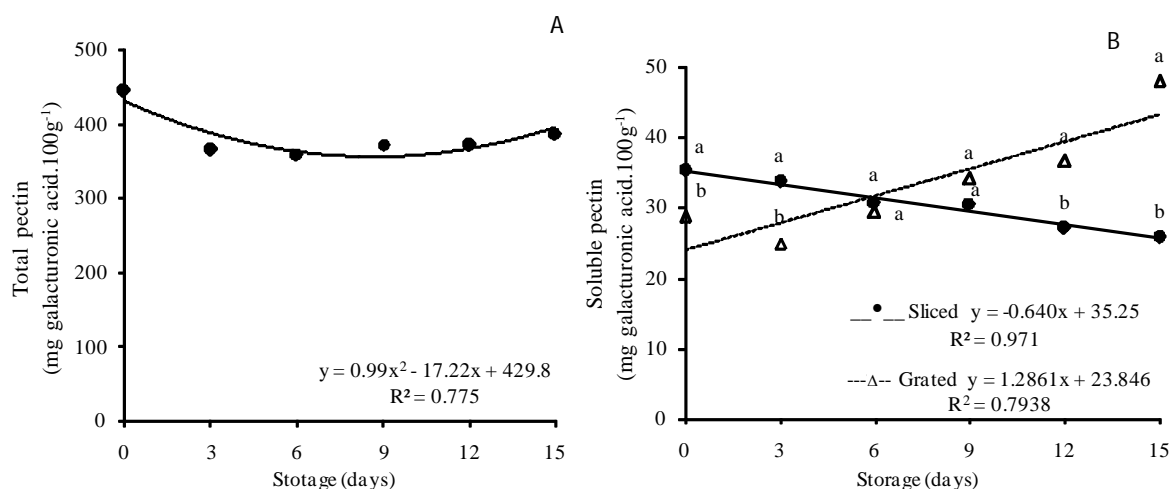 A
Total pectin
(mg galacturonic acid.100g⁻¹)
500
400
300
200
100
0
y = 0.99x² - 17.22x + 429.8
R² = 0.775
0 3 6 9 12 15
Stotage (days)
B
Soluble pectin
(mg galacturonic acid.100g⁻¹)
50
40
30
20
10
0
a
a a a a a
b b a a b b
__•__ Sliced y = -0.640x + 35.25
R² = 0.971
---Δ-- Grated y = 1.2861x + 23.846
R² = 0.7938
0 3 6 9 12 15
Storage (days)